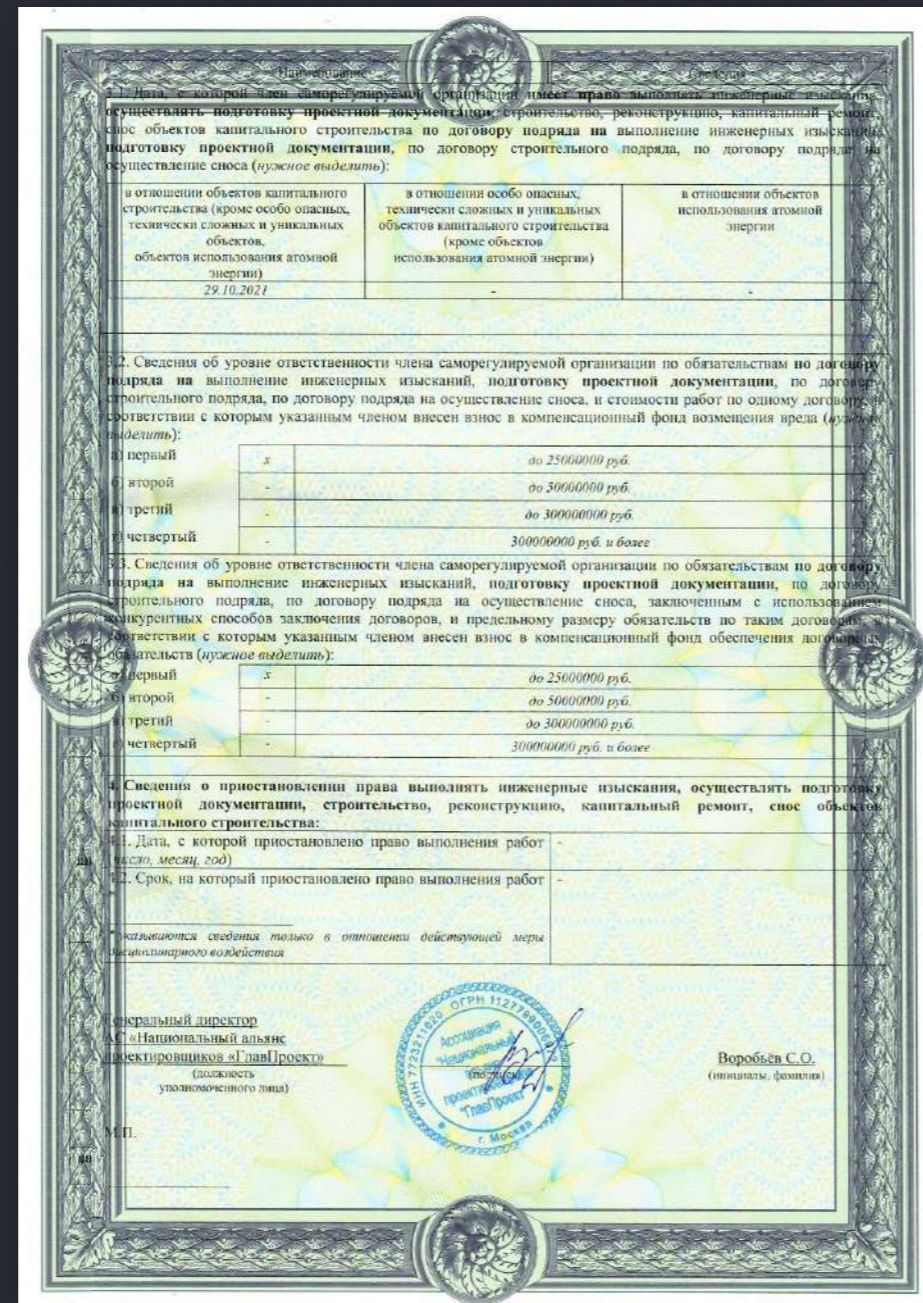 Наименование
Сведения
3.1. Дата, с которой член саморегулируемой организации имеет право выполнять инженерные изыскания,
осуществлять подготовку проектной документации, строительство, реконструкцию, капитальный ремонт,
снос объектов капитального строительства по договору подряда на выполнение инженерных изысканий,
подготовку проектной документации, по договору строительного подряда, по договору подряда на
осуществление сноса (нужное выделить):
в отношении объектов капитального
строительства (кроме особо опасных,
технически сложных и уникальных
объектов,
объектов использования атомной
энергии)
в отношении особо опасных,
технически сложных и уникальных
объектов капитального строительства
(кроме объектов
использования атомной энергии)
в отношении объектов
использования атомной
энергии
29.10.2021 - -
3.2. Сведения об уровне ответственности члена саморегулируемой организации по обязательствам по договору
подряда на выполнение инженерных изысканий, подготовку проектной документации, по договору
строительного подряда, по договору подряда на осуществление сноса, и стоимости работ по одному договору, в
соответствии с которым указанным членом внесен взнос в компенсационный фонд возмещения вреда (нужное
выделить):
а) первый x до 25000000 руб.
б) второй - до 50000000 руб.
в) третий - до 300000000 руб.
г) четвертый - 300000000 руб. и более
3.3. Сведения об уровне ответственности члена саморегулируемой организации по обязательствам по договору
подряда на выполнение инженерных изысканий, подготовку проектной документации, по договору
строительного подряда, по договору подряда на осуществление сноса, заключенным с использованием
конкурентных способов заключения договоров, и предельному размеру обязательств по таким договорам, в
соответствии с которым указанным членом внесен взнос в компенсационный фонд обеспечения договорных
обязательств (нужное выделить):
а) первый x до 25000000 руб.
б) второй - до 50000000 руб.
в) третий - до 300000000 руб.
г) четвертый - 300000000 руб. и более
4. Сведения о приостановлении права выполнять инженерные изыскания, осуществлять подготовку
проектной документации, строительство, реконструкцию, капитальный ремонт, снос объектов
капитального строительства:
4.1. Дата, с которой приостановлено право выполнения работ -
(число, месяц, год)
4.2. Срок, на который приостановлено право выполнения работ -
*
* указываются сведения только в отношении действующей меры
дисциплинарного воздействия
Генеральный директор
АС «Национальный альянс
проектировщиков «ГлавПроект»
(должность
уполномоченного лица)
(подпись)
Воробьёв С.О.
(инициалы, фамилия)
ИНН 7723211020 ОГРН
Ассоциация
"Национальный
"ГлавПроект"
г. Москва
М.П.